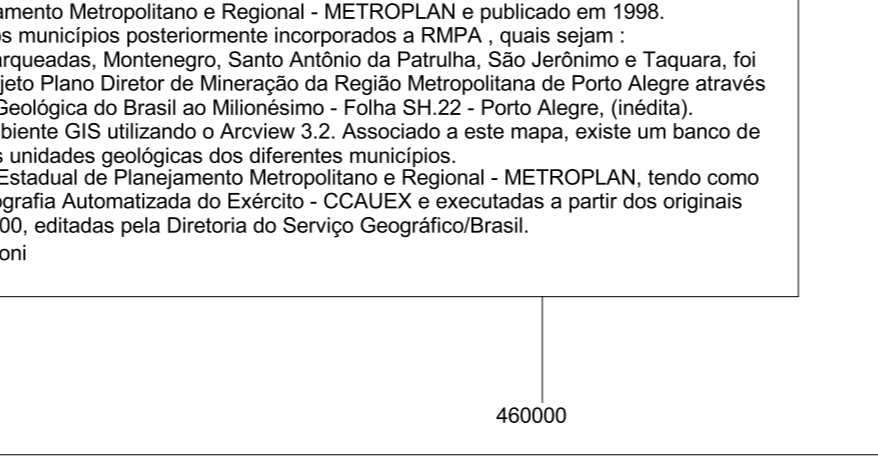 amento Metropolitano e Regional - METROPLAN e publicado em 1998.
os municípios posteriormente incorporados a RMPA , quais sejam :
arqueadas, Montenegro, Santo Antônio da Patrulha, São Jerônimo e Taquara, foi
jeto Plano Diretor de Mineração da Região Metropolitana de Porto Alegre através
Geológica do Brasil ao Milionésimo - Folha SH.22 - Porto Alegre, (inédita).
biente GIS utilizando o Arcview 3.2. Associado a este mapa, existe um banco de
s unidades geológicas dos diferentes municípios.
Estadual de Planejamento Metropolitano e Regional - METROPLAN, tendo como
ografia Automatizada do Exército - CCAUEX e executadas a partir dos originais
00, editadas pela Diretoria do Serviço Geográfico/Brasil.
oni
460000